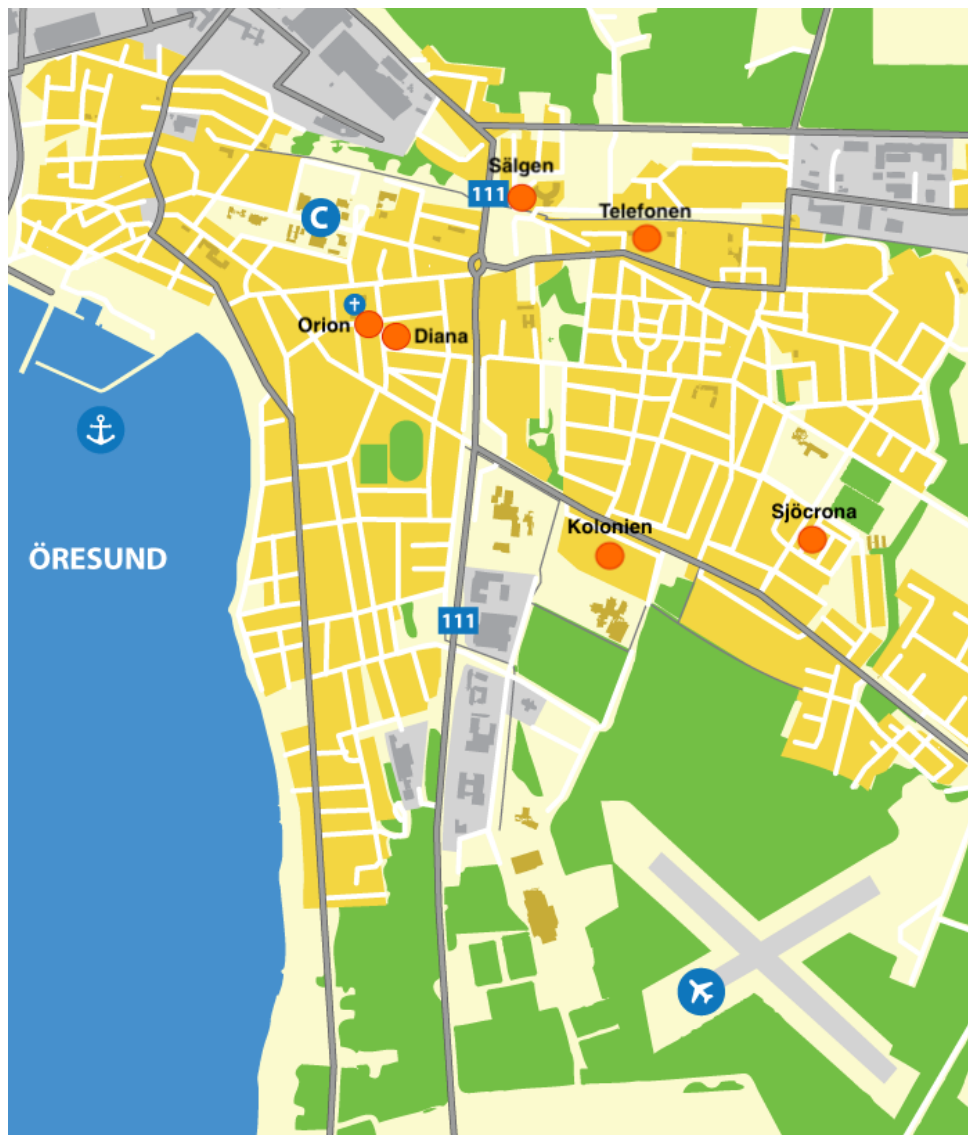 Sälgen
111
Telefonen
C
Orion
Diana
ÖRESUND
Kolonien
Sjöcrona
111